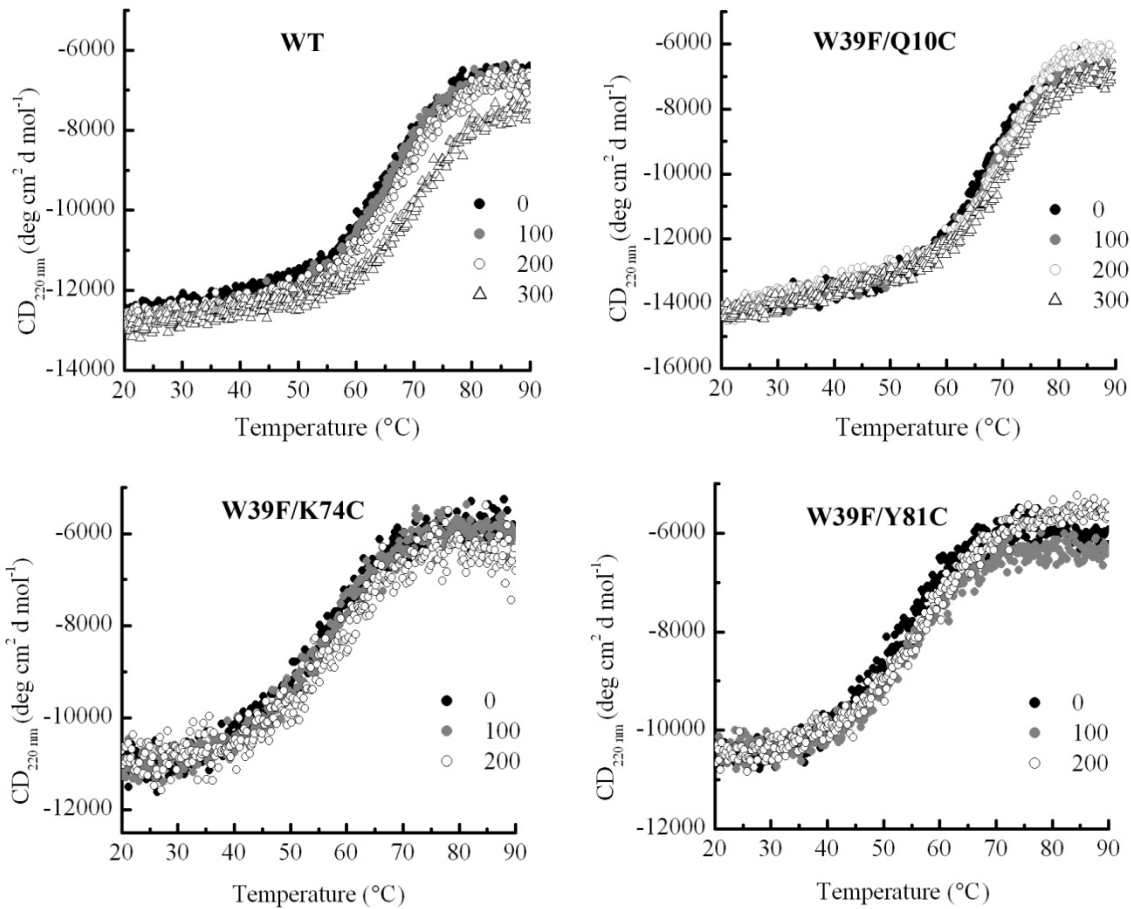 WT
-6000
-8000
-10000
-12000
-14000
CD220 nm (deg cm2 d mol-1)
0
100
200
300
20 30 40 50 60 70 80 90
Temperature (°C)
W39F/Q10C
-6000
-8000
-10000
-12000
-14000
-16000
CD220 nm (deg cm2 d mol-1)
0
100
200
300
20 30 40 50 60 70 80 90
Temperature (°C)
W39F/K74C
-6000
-8000
-10000
-12000
CD220 nm (deg cm2 d mol-1)
0
100
200
20 30 40 50 60 70 80 90
Temperature (°C)
W39F/Y81C
-6000
-8000
-10000
-12000
CD220 nm (deg cm2 d mol-1)
0
100
200
20 30 40 50 60 70 80 90
Temperature (°C)